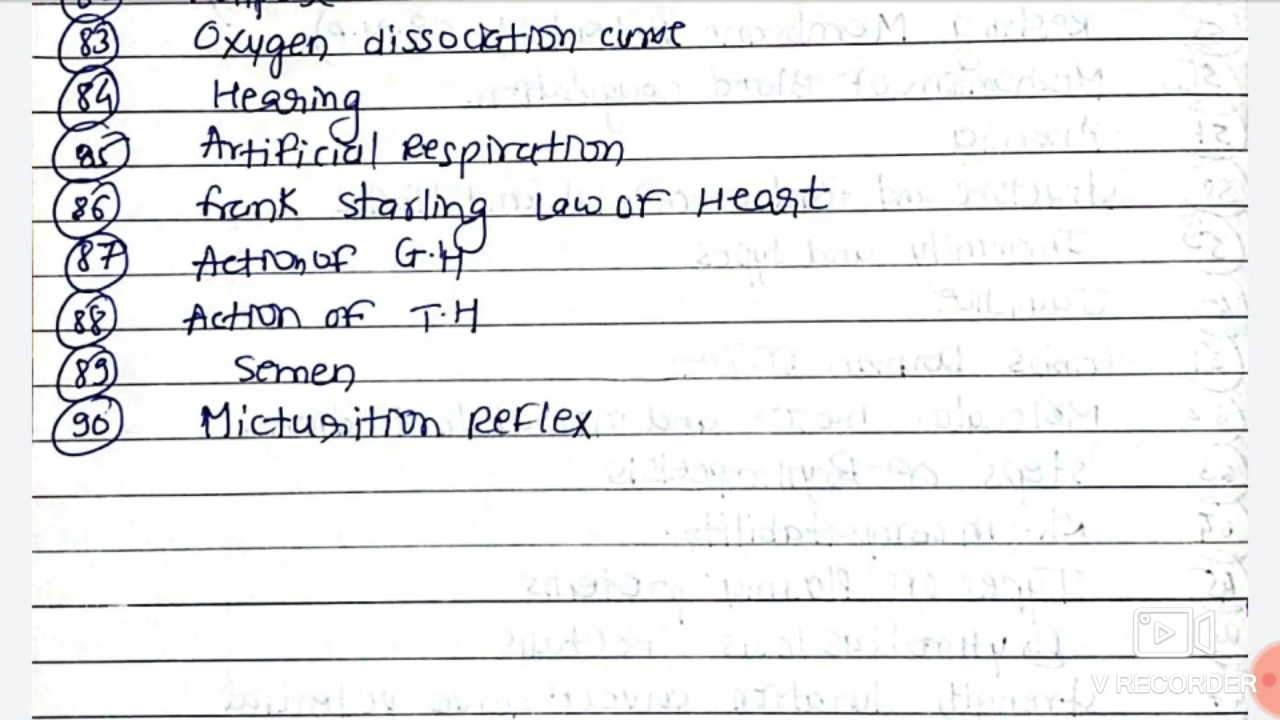 83 Oxygen dissociation curve
84 Hearing
85 Artificial Respiration
86 frank starling Law of Heart
87 Action of G.H
88 Action of T.H
89 Semen
90 Micturition Reflex
V RECORDER